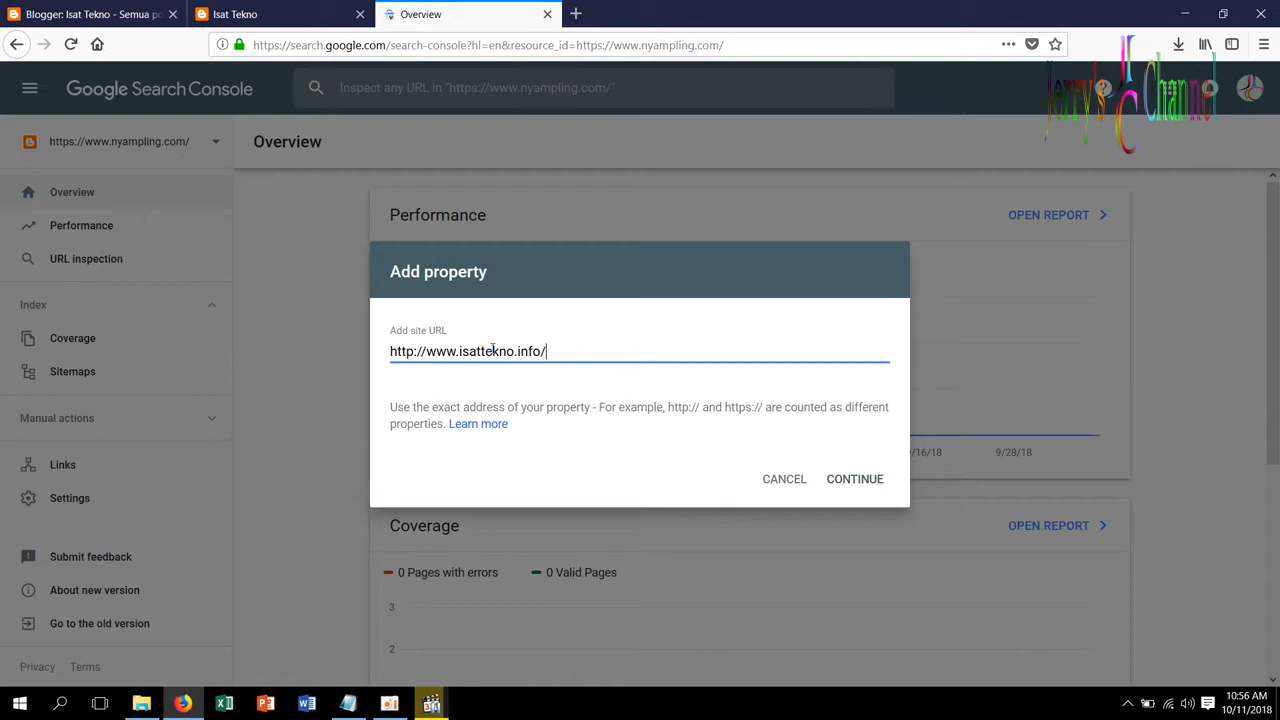 Blogger: Isat Tekno - Semua po
Isat Tekno
Overview
https://search.google.com/search-console?hl=en&resource_id=https://www.nyampling.com/
Google Search Console
Inspect any URL in "https://www.nyampling.com/"
Jerry's Channel
https://www.nyampling.com/
Overview
Overview
Performance
URL inspection
Index
Coverage
Sitemaps
Manual actions
Links
Settings
Submit feedback
About new version
Go to the old version
Privacy Terms
Performance
OPEN REPORT
Add property
Add site URL
http://www.isattekno.info/
Use the exact address of your property - For example, http:// and https:// are counted as different
properties. Learn more
CANCEL CONTINUE
/16/18 9/28/18
Coverage
OPEN REPORT
0 Pages with errors 0 Valid Pages
3
2
10:56 AM
10/11/2018